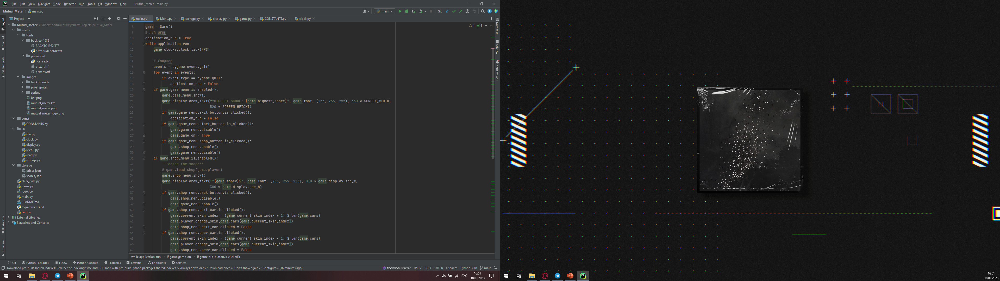 File Edit View Navigate Code Refactor Run Tools Git Window Help Mutual_Meter - main.py
Mutual_Meter main.py
main
Git:
Project
main.py Menu.py storage.py display.py game.py CONSTANTS.py clock.py
Project
Commit
Pull Requests
Bookmarks
Structure
Mutual_Meter C:\Users\noitu\work\PycharmProjects\Mutual_Meter
assets
fonts
back-to-1982
BACKTO1982.TTF
pizzadudedotdk.txt
press-start
license.txt
prstart.ttf
prstartk.ttf
images
backgrounds
pixel_sprites
sprites
bar.png
mutual_meter.kra
mutual_meter.png
mutual_meter_logo.png
const
CONSTANTS.py
lib
Car.py
clock.py
display.py
Menu.py
road.py
storage.py
storage
prices.json
scores.json
clear_data.py
game.py
logo.ico
main.py
README.md
requirements.txt
test.py
External Libraries
Scratches and Consoles
1 5
8 game = Game()
9 # Луп игры
10 application_run = True
11 while application_run:
12 game.clocks.clock.tick(FPS)
13
14 # Хэндлер
15 events = pygame.event.get()
16 for event in events:
17 if event.type == pygame.QUIT:
18 application_run = False
19 if game.game_menu.is_enabled():
20 game.game_menu.show()
21 game.display.draw_text(f"HIGHEST SCORE: {game.highest_score}", game.font, (255, 255, 255), 650 * SCREEN_WIDTH,
22 520 * SCREEN_HEIGHT)
23 if game.game_menu.exit_button.is_clicked():
24 application_run = False
25 if game.game_menu.start_button.is_clicked():
26 game.game_menu.disable()
27 game.game_on = True
28 if game.game_menu.shop_button.is_clicked():
29 game.shop_menu.enable()
30 game.game_menu.disable()
31 if game.shop_menu.is_enabled():
32 '''enter the shop'''
33 # game.load_shop(game.player)
34 game.shop_menu.show()
35 game.display.draw_text(f"{game.money}$", game.font, (255, 255, 255), 810 * game.display.scr_w,
36 300 * game.display.scr_h)
37 if game.shop_menu.back_button.is_clicked():
38 game.shop_menu.disable()
39 game.game_menu.enable()
40 if game.shop_menu.next_car.is_clicked():
41 game.current_skin_index = (game.current_skin_index + 1) % len(game.cars)
42 game.player.change_skin(game.cars[game.current_skin_index])
43 game.shop_menu.next_car.clicked = False
44 if game.shop_menu.prev_car.is_clicked():
45 game.current_skin_index = (game.current_skin_index - 1) % len(game.cars)
46 game.player.change_skin(game.cars[game.current_skin_index])
47 game.shop_menu.prev_car.clicked = False
Database
SciView
Notifications
while application_run if game.game_on if game.exit_button.is_clicked()
Git Python Packages TODO Python Console Problems Terminal Endpoints Services
Download pre-built shared indexes: Reduce the indexing time and CPU load with pre-built Python packages shared indexes // Always download // Download once // Don't show again // Configure... (16 minutes ago)
tabnine Starter 65:17 CRLF UTF-8 4 spaces Python 3.10 main
РУС
16:51
18.01.2023
16:51
18.01.2023